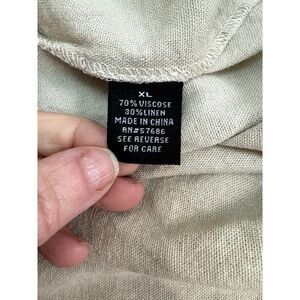 XL
70% VISCOSE
30% LINEN
MADE IN CHINA
RN#57686
SEE REVERSE
FOR CARE